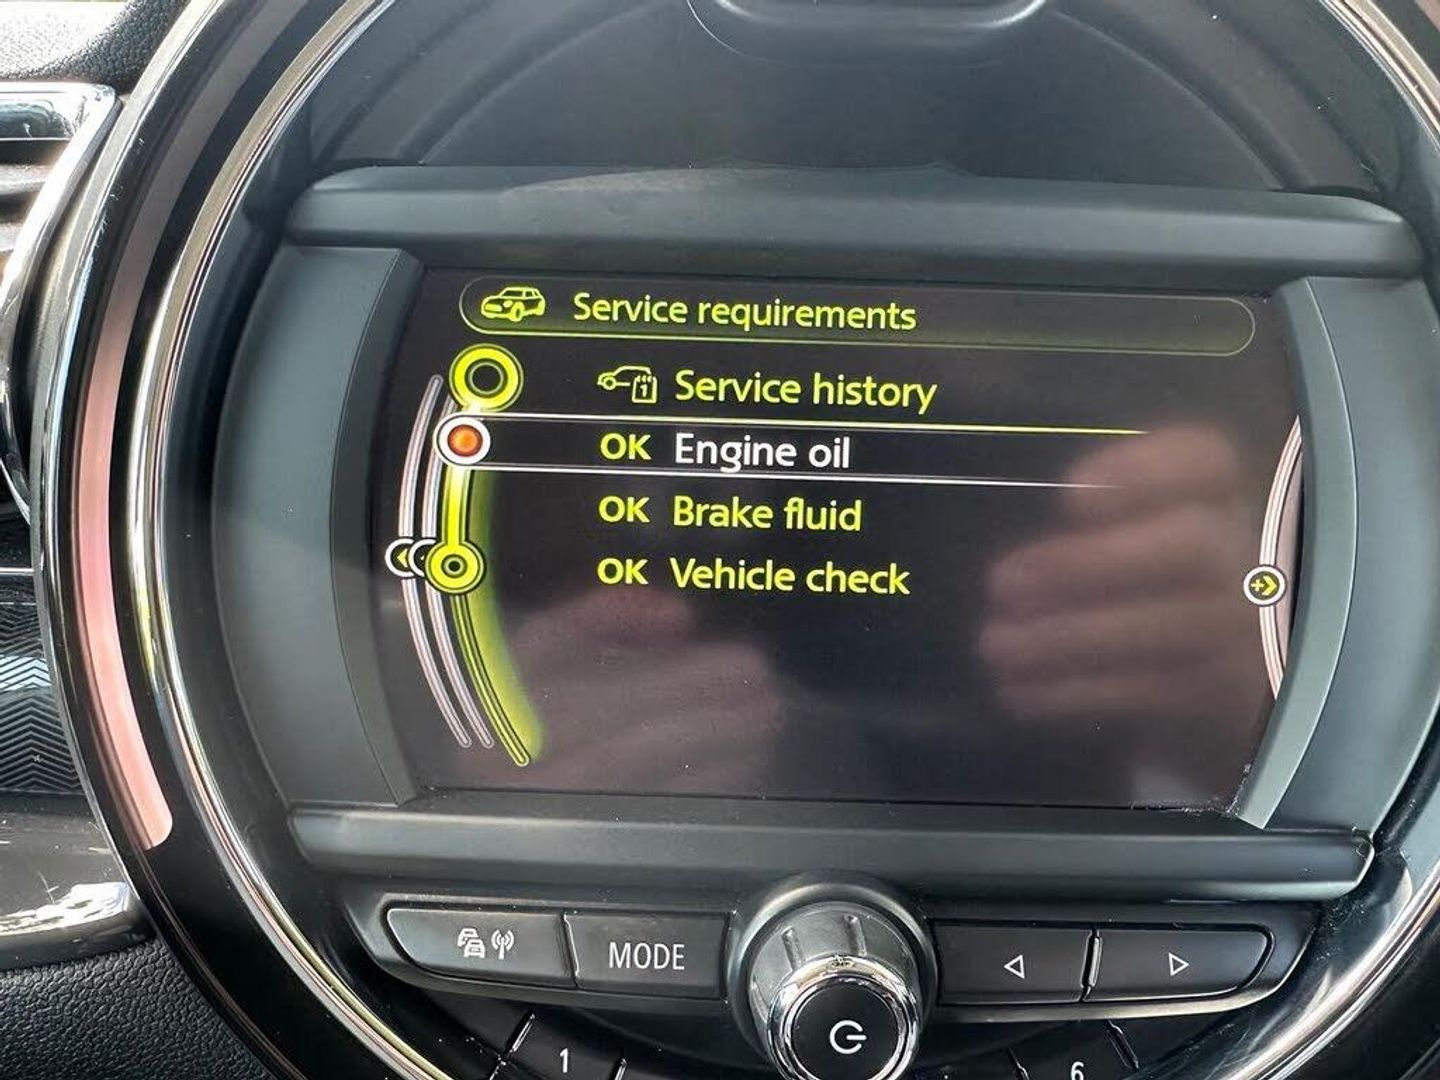 Service requirements
Service history
OK Engine oil
OK Brake fluid
OK Vehicle check
MODE
1
6